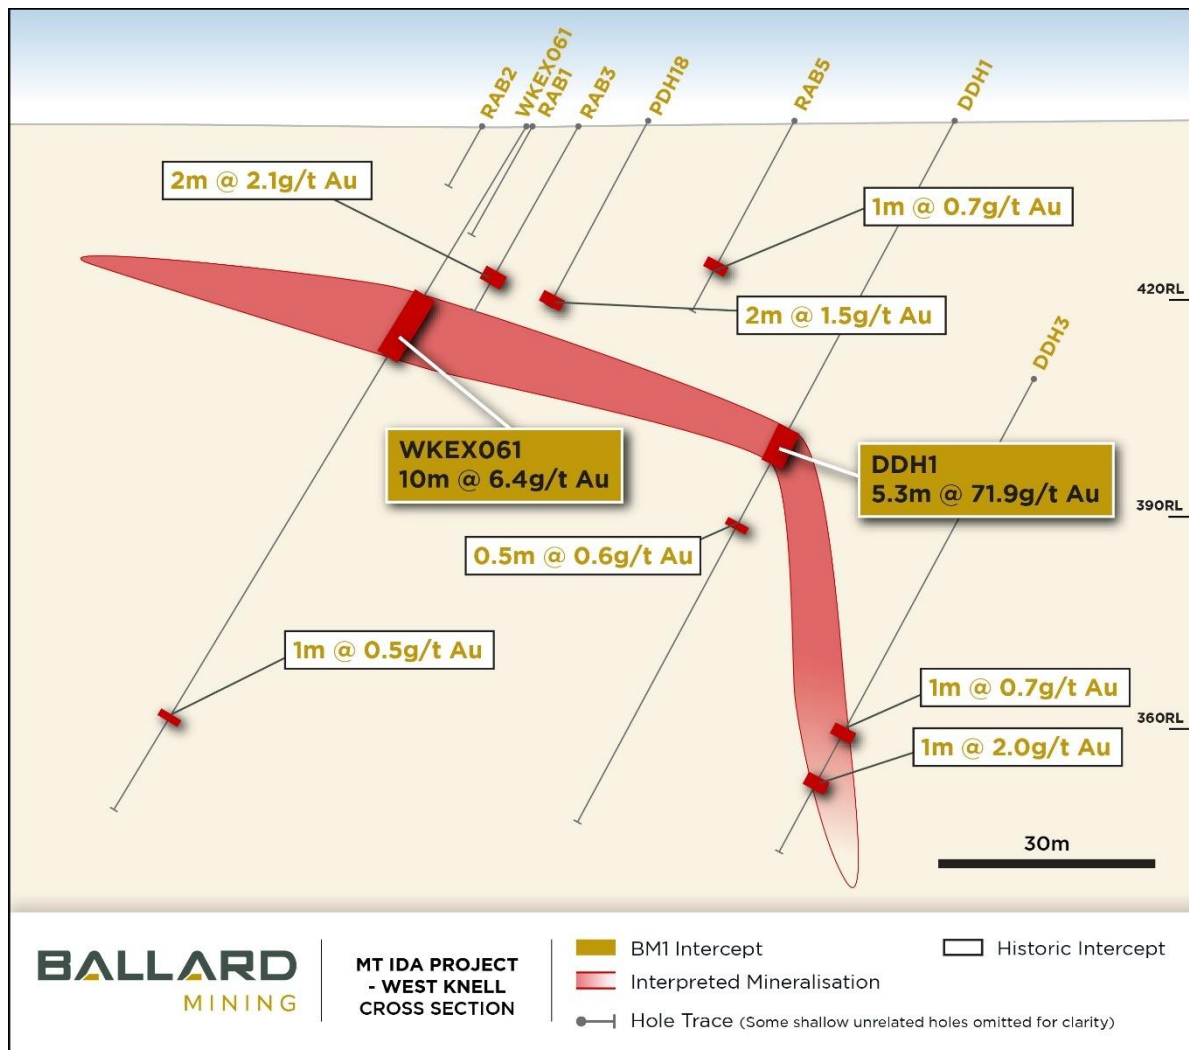 RAB2
WKEX061
RAB1
RAB3
PDH18
RAB5
DDH1
2m @ 2.1g/t Au
1m @ 0.7g/t Au
420RL
2m @ 1.5g/t Au
DDH3
WKEX061
10m @ 6.4g/t Au
DDH1
5.3m @ 71.9g/t Au
390RL
0.5m @ 0.6g/t Au
1m @ 0.5g/t Au
1m @ 0.7g/t Au
360RL
1m @ 2.0g/t Au
30m
BALLARD
MINING
MT IDA PROJECT
- WEST KNELL
CROSS SECTION
BM1 Intercept
Historic Intercept
Interpreted Mineralisation
Hole Trace (Some shallow unrelated holes omitted for clarity)